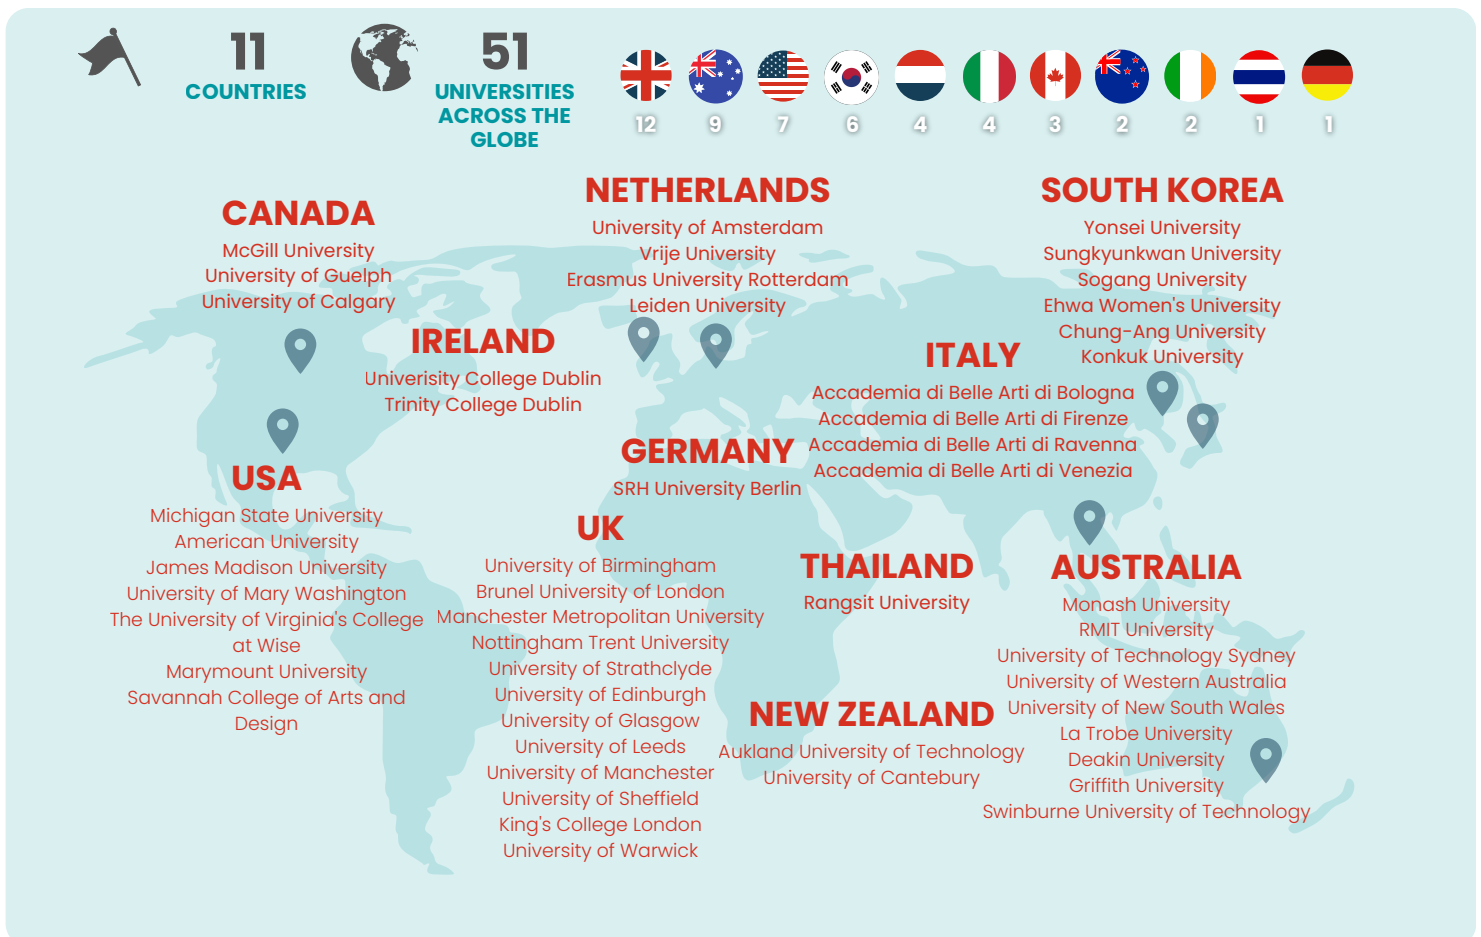 11
COUNTRIES
51
UNIVERSITIES
ACROSS THE
GLOBE
12 9 7 6 4 4 3 2 2 1 1
CANADA
McGill University
University of Guelph
University of Calgary
NETHERLANDS
University of Amsterdam
Vrije University
Erasmus University Rotterdam
Leiden University
SOUTH KOREA
Yonsei University
Sungkyunkwan University
Sogang University
Ehwa Women's University
Chung-Ang University
Konkuk University
IRELAND
Univerisity College Dublin
Trinity College Dublin
ITALY
Accademia di Belle Arti di Bologna
Accademia di Belle Arti di Firenze
Accademia di Belle Arti di Ravenna
Accademia di Belle Arti di Venezia
GERMANY
SRH University Berlin
USA
Michigan State University
American University
James Madison University
University of Mary Washington
The University of Virginia's College
at Wise
Marymount University
Savannah College of Arts and
Design
UK
University of Birmingham
Brunel University of London
Manchester Metropolitan University
Nottingham Trent University
University of Strathclyde
University of Edinburgh
University of Glasgow
University of Leeds
University of Manchester
University of Sheffield
King's College London
University of Warwick
THAILAND
Rangsit University
AUSTRALIA
Monash University
RMIT University
University of Technology Sydney
University of Western Australia
University of New South Wales
La Trobe University
Deakin University
Griffith University
Swinburne University of Technology
NEW ZEALAND
Aukland University of Technology
University of Cantebury